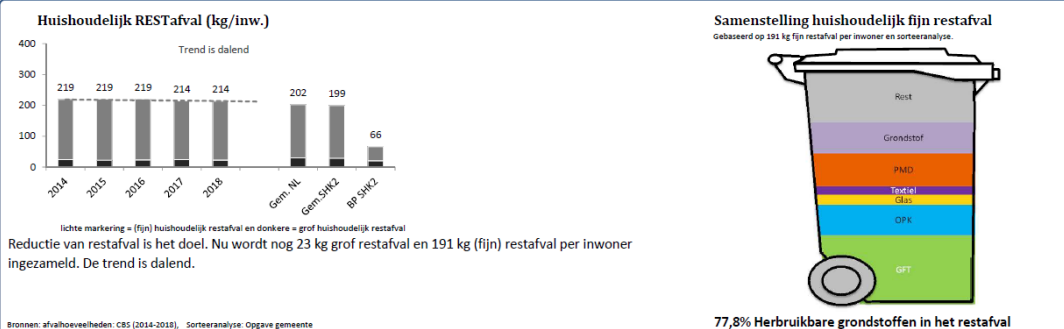 Huishoudelijk RESTafval (kg/inw.)
Trend is dalend
400
300
200
100
0
219
219
219
214
214
202
199
66
2014
2015
2016
2017
2018
Gem. NL
Gem.SHK2
BP SHK2
lichte markering = (fijn) huishoudelijk restafval en donkere = grof huishoudelijk restafval
Reductie van restafval is het doel. Nu wordt nog 23 kg grof restafval en 191 kg (fijn) restafval per inwoner
ingezameld. De trend is dalend.
Bronnen: afvalhoeveelheden: CBS (2014-2018), Sorteeranalyse: Opgave gemeente
Samenstelling huishoudelijk fijn restafval
Gebaseerd op 191 kg fijn restafval per inwoner en sorteeranalyse.
Rest
Grondstof
PMD
Textiel
Glas
OPK
GFT
77,8% Herbruikbare grondstoffen in het restafval